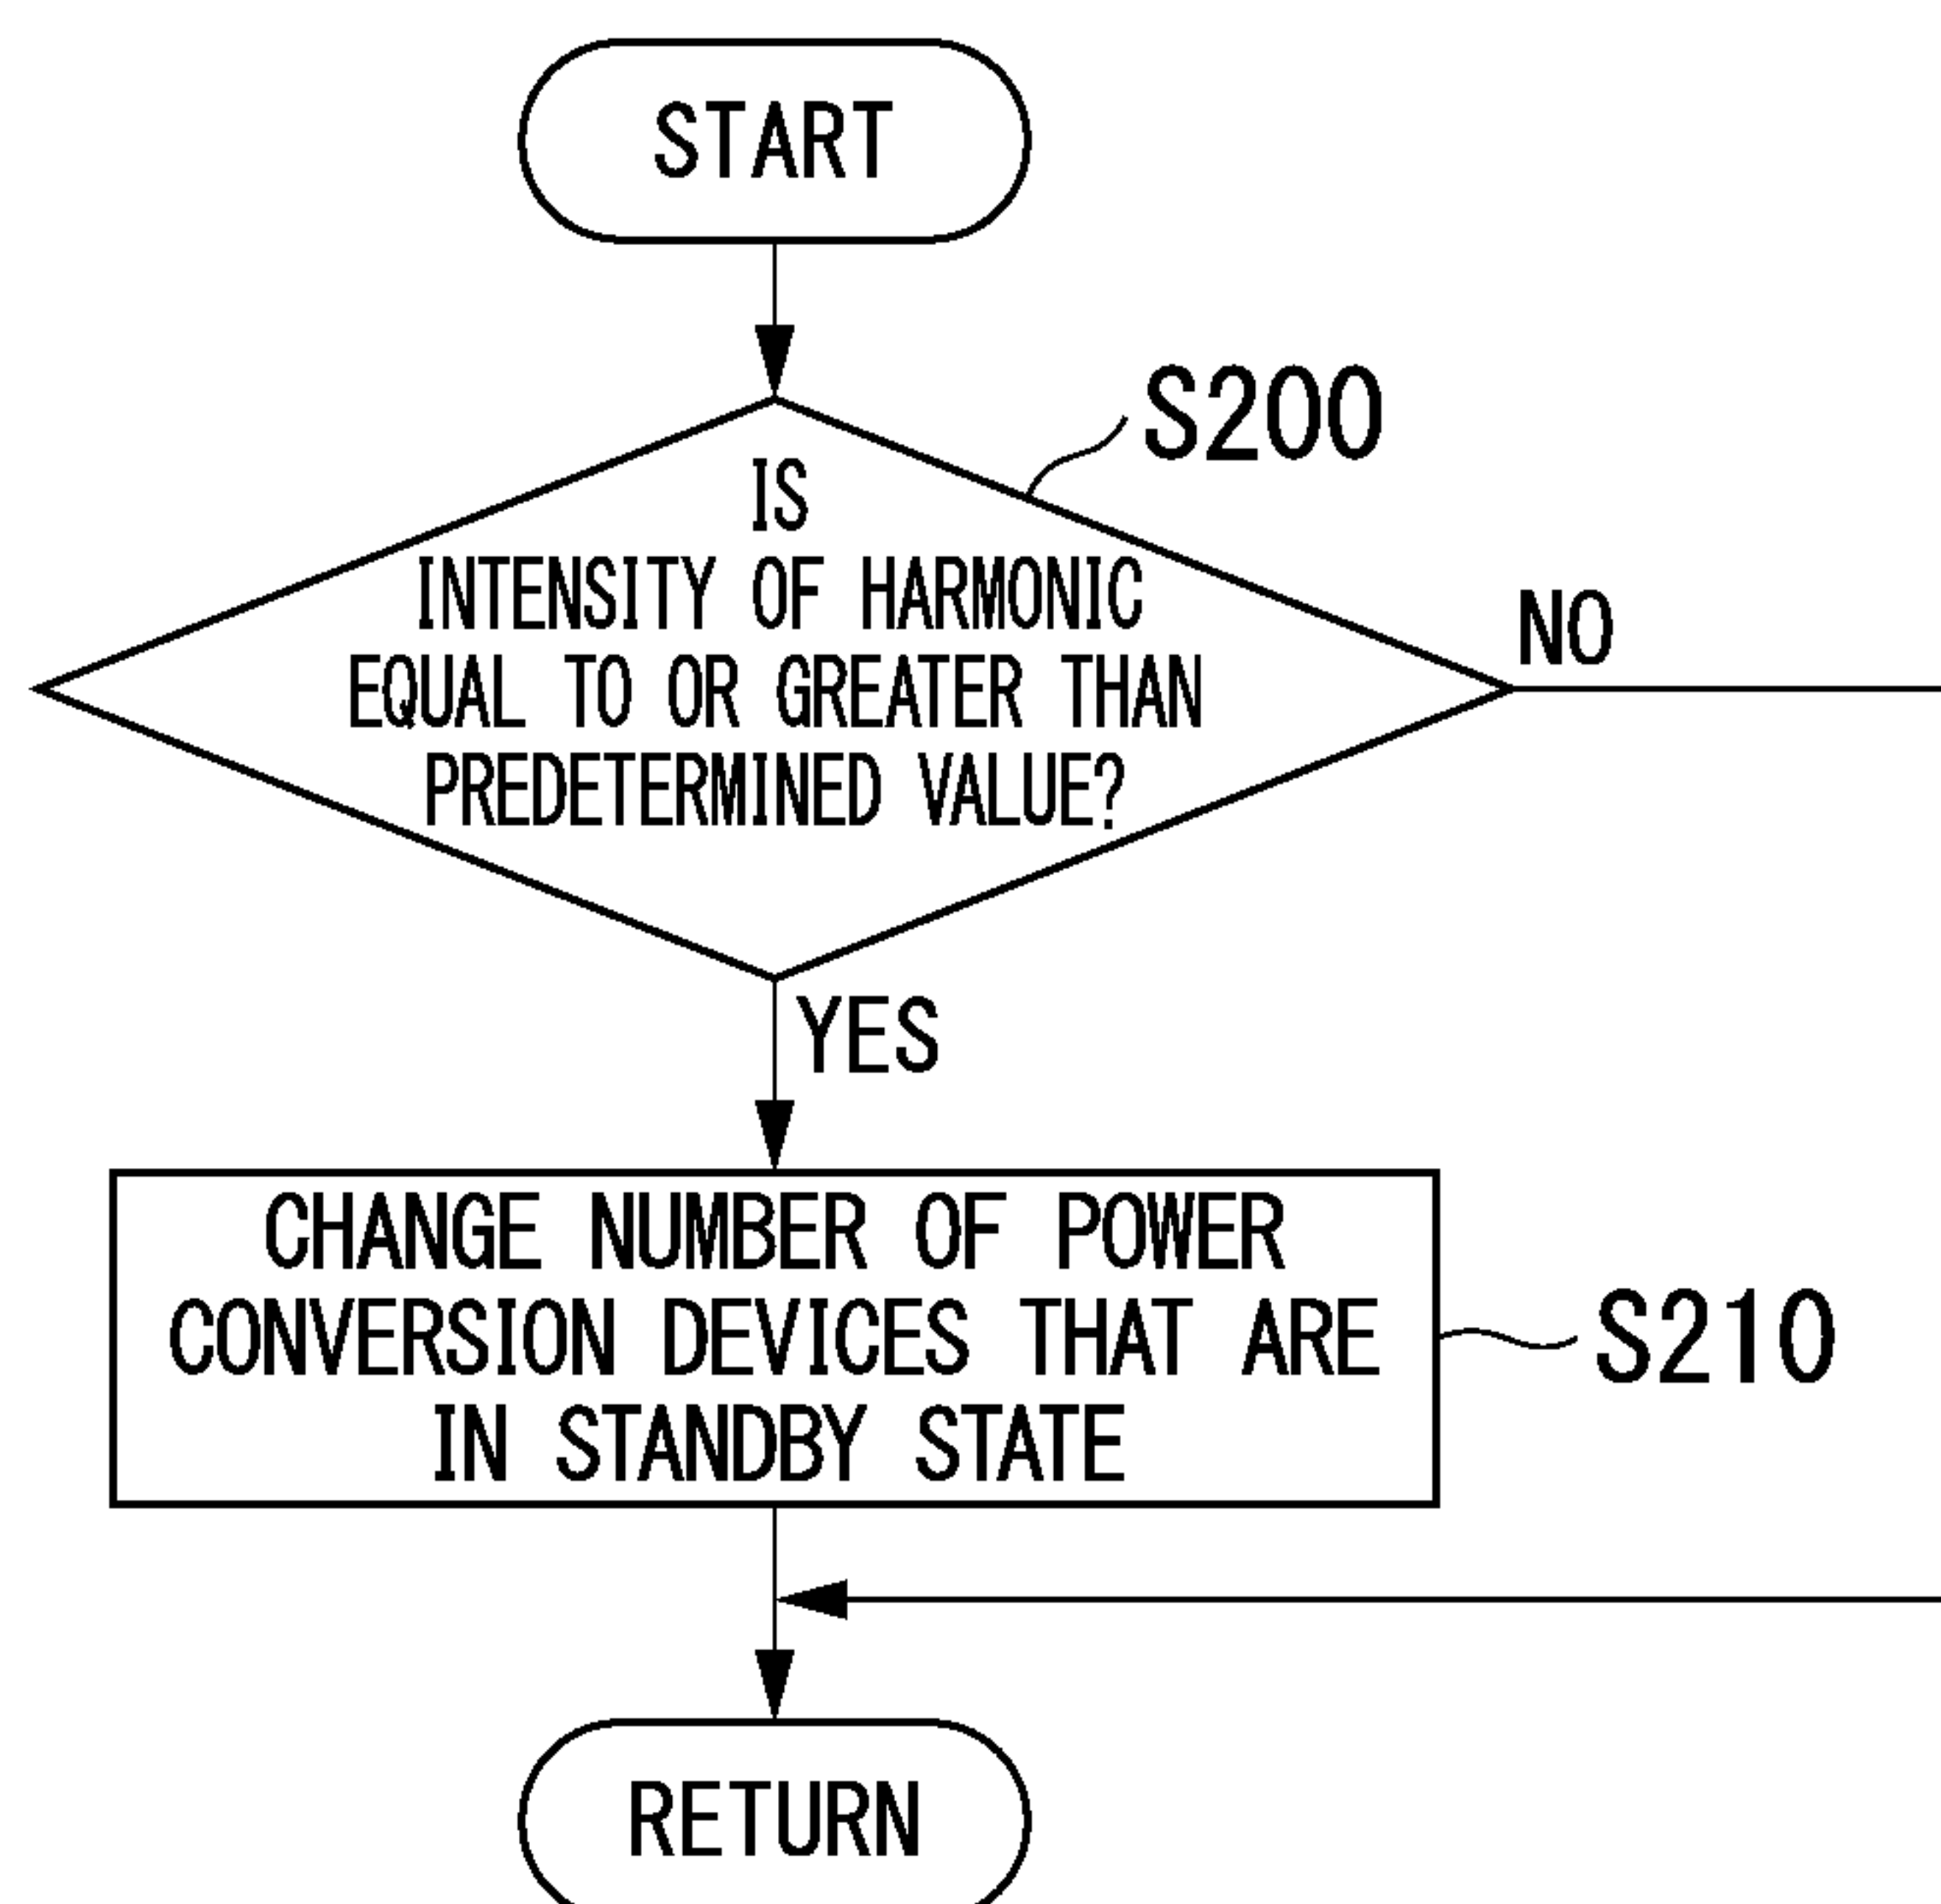 START
S200
IS
INTENSITY OF HARMONIC
EQUAL TO OR GREATER THAN
PREDETERMINED VALUE?
NO
YES
CHANGE NUMBER OF POWER
CONVERSION DEVICES THAT ARE
IN STANDBY STATE
S210
RETURN